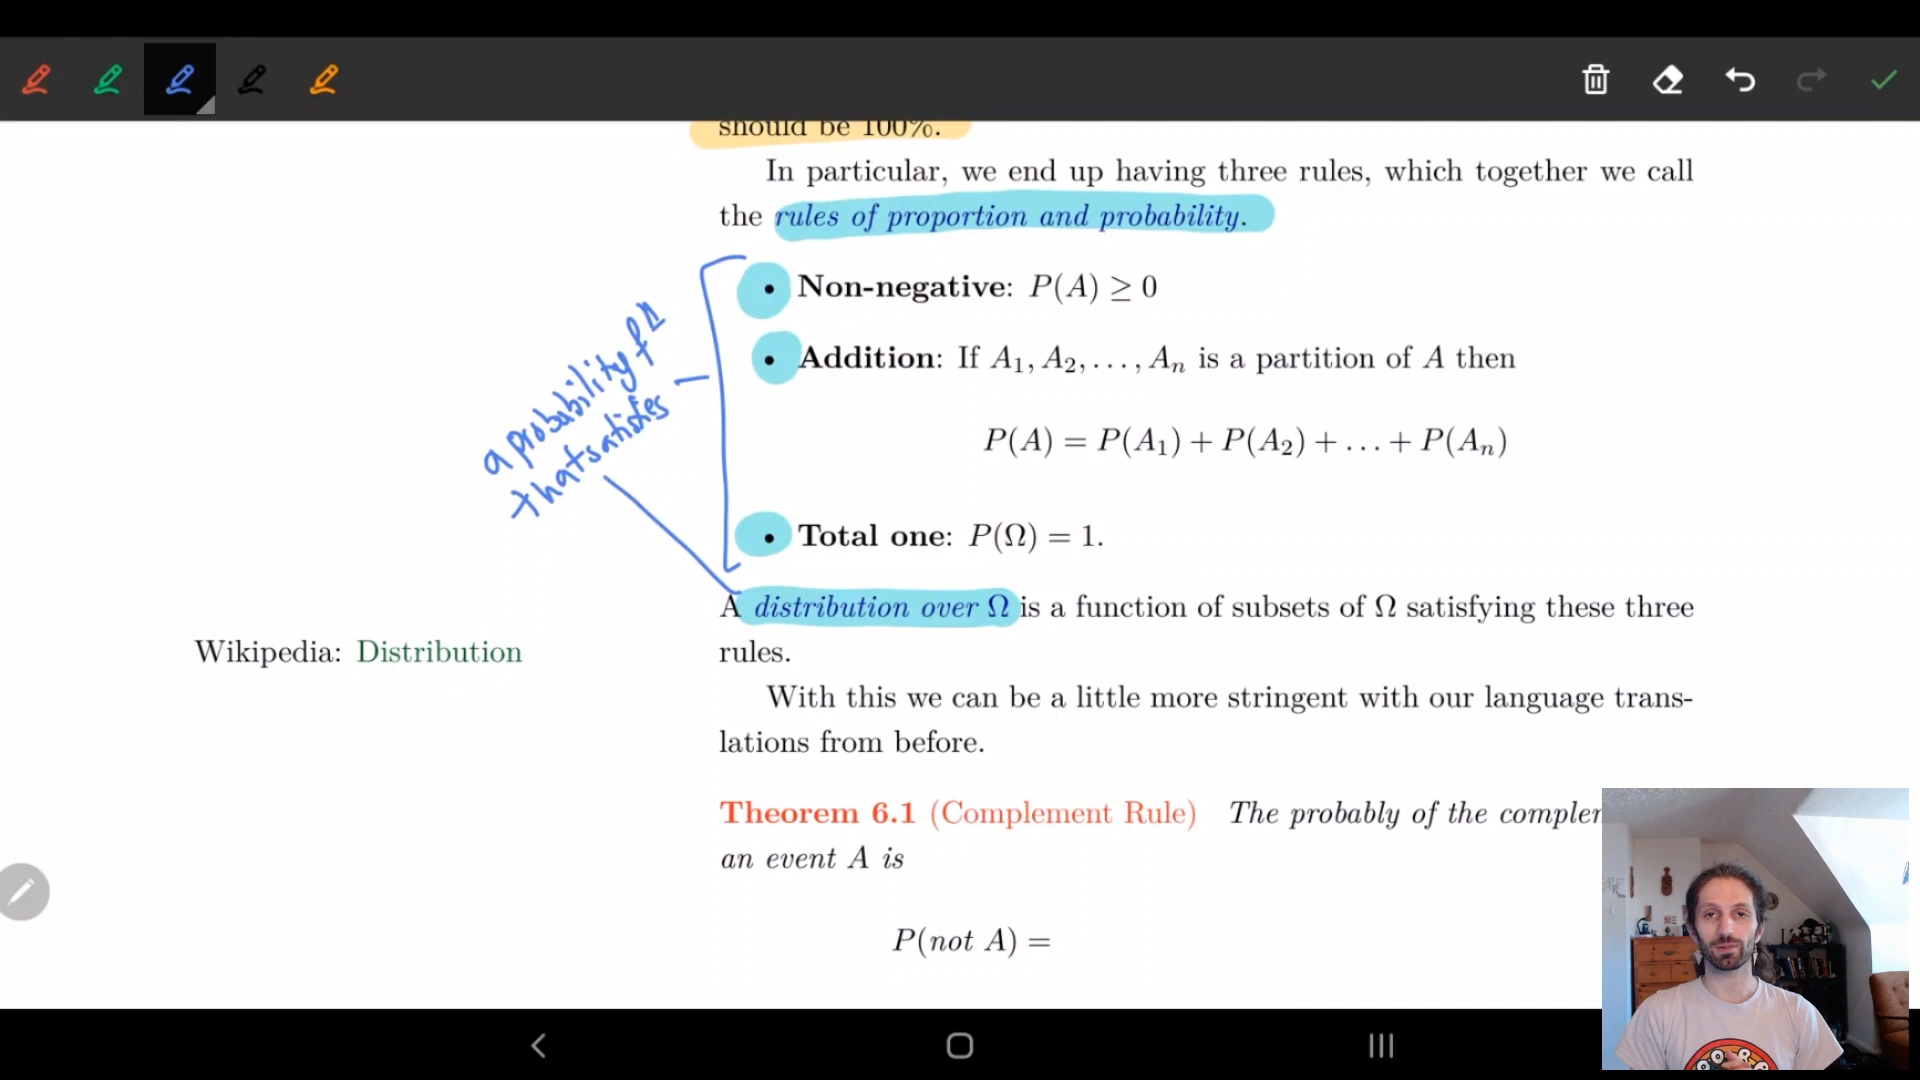 should be 100%.
In particular, we end up having three rules, which together we call
the rules of proportion and probability.
• Non-negative: P(A) ≥ 0
• Addition: If A₁, A₂, . . . , Aₙ is a partition of A then
P(A) = P(A₁) + P(A₂) + . . . + P(Aₙ)
a probability f
that satisfies
• Total one: P(Ω) = 1.
A distribution over Ω is a function of subsets of Ω satisfying these three
Wikipedia: Distribution
rules.
With this we can be a little more stringent with our language trans-
lations from before.
Theorem 6.1 (Complement Rule) The probably of the
an event A is
P(not A) =